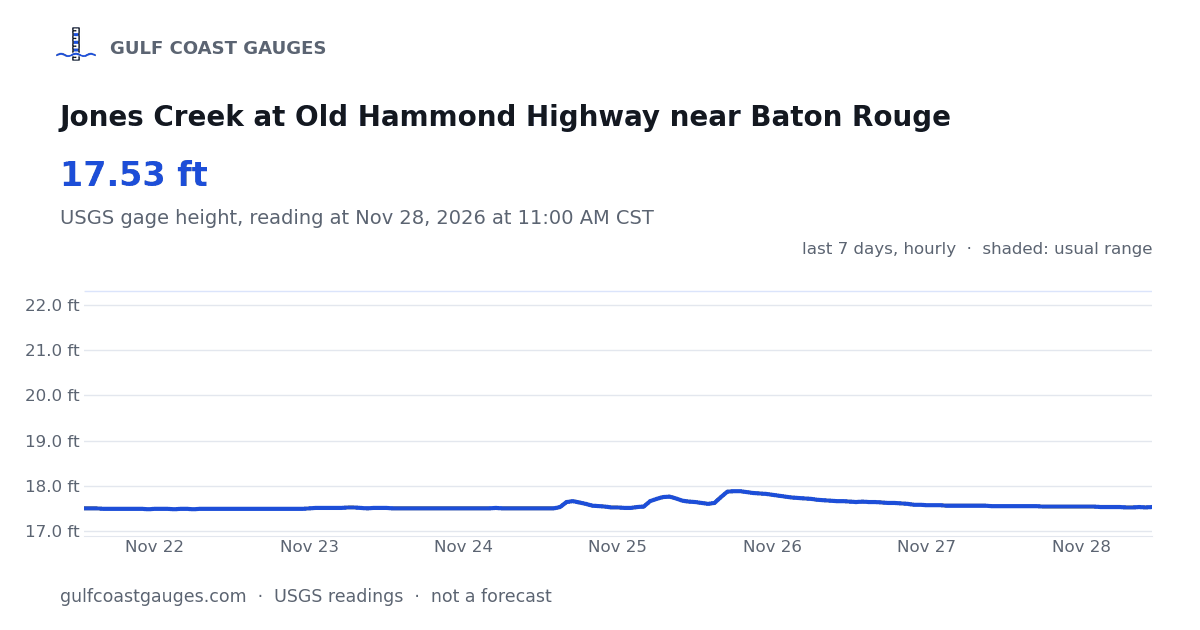 GULF COAST GAUGES
Jones Creek at Old Hammond Highway near Baton Rouge
17.53 ft
USGS gage height, reading at Nov 28, 2026 at 11:00 AM CST
last 7 days, hourly · shaded: usual range
22.0 ft
21.0 ft
20.0 ft
19.0 ft
18.0 ft
17.0 ft
Nov 22 Nov 23 Nov 24 Nov 25 Nov 26 Nov 27 Nov 28
gulfcoastgauges.com · USGS readings · not a forecast